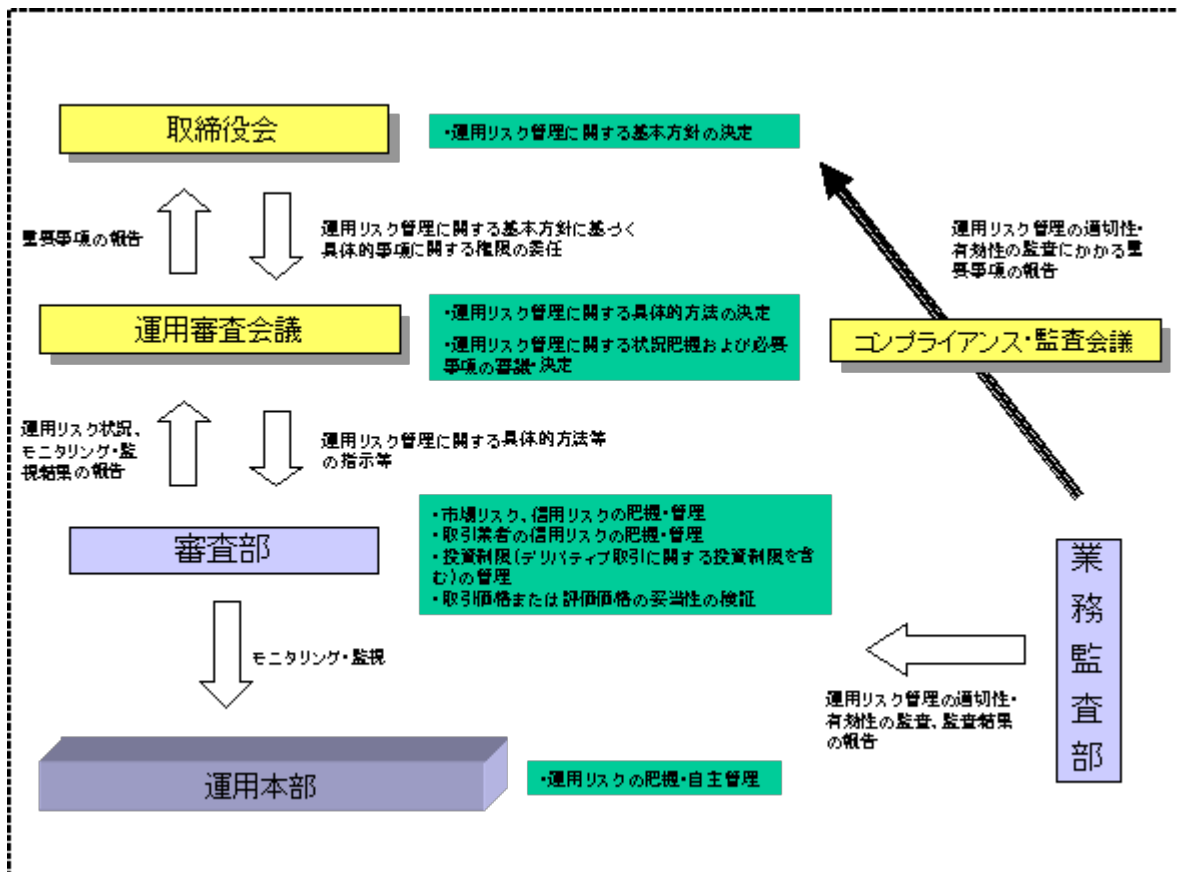 取締役会
・運用リスク管理に関する基本方針の決定
重要事項の報告
運用リスク管理に関する基本方針に基づく
具体的事項に関する権限の委任
運用リスク管理の適切性・
有効性の監査にかかる重
要事項の報告
運用審査会議
・運用リスク管理に関する具体的方法の決定
・運用リスク管理に関する状況把握および必要
事項の審議・決定
コンプライアンス・監査会議
運用リスク状況、
モニタリング・監
視結果の報告
運用リスク管理に関する具体的方法等
の指示等
審査部
・市場リスク、信用リスクの把握・管理
・取引業者の信用リスクの把握・管理
・投資制限(デリバティブ取引に関する投資制限を含
む)の管理
・取引価格または評価価格の妥当性の検証
業務監査部
モニタリング・監視
運用リスク管理の適切性・
有効性の監査、監査結果
の報告
運用本部
・運用リスクの把握・自主管理